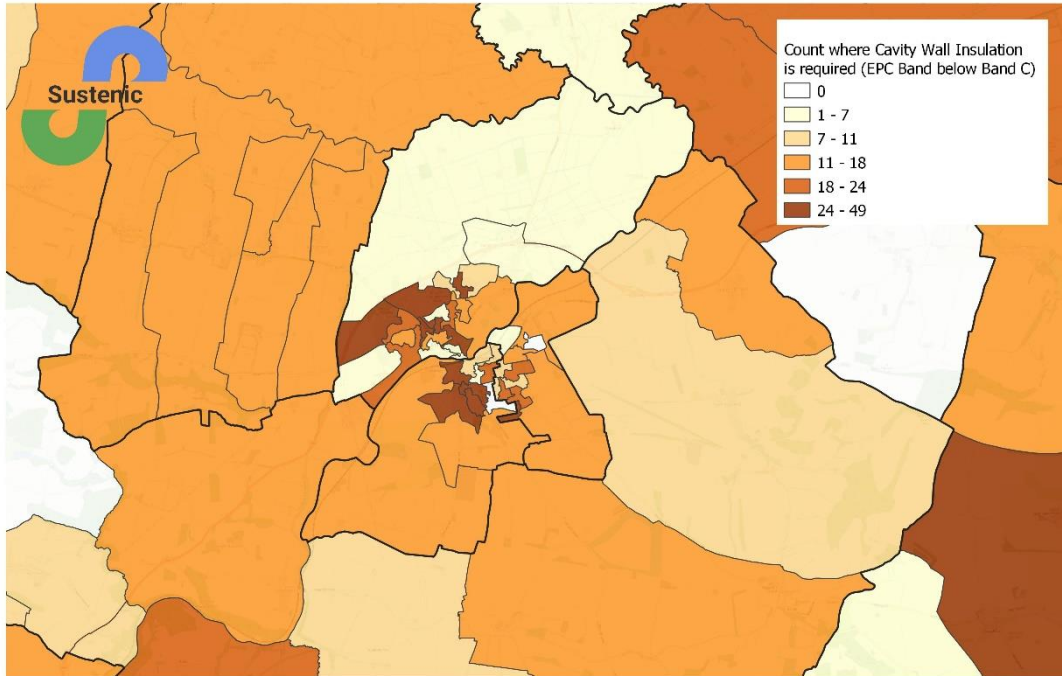 Sustenic
Count where Cavity Wall Insulation
is required (EPC Band below Band C)
0
1 - 7
7 - 11
11 - 18
18 - 24
24 - 49